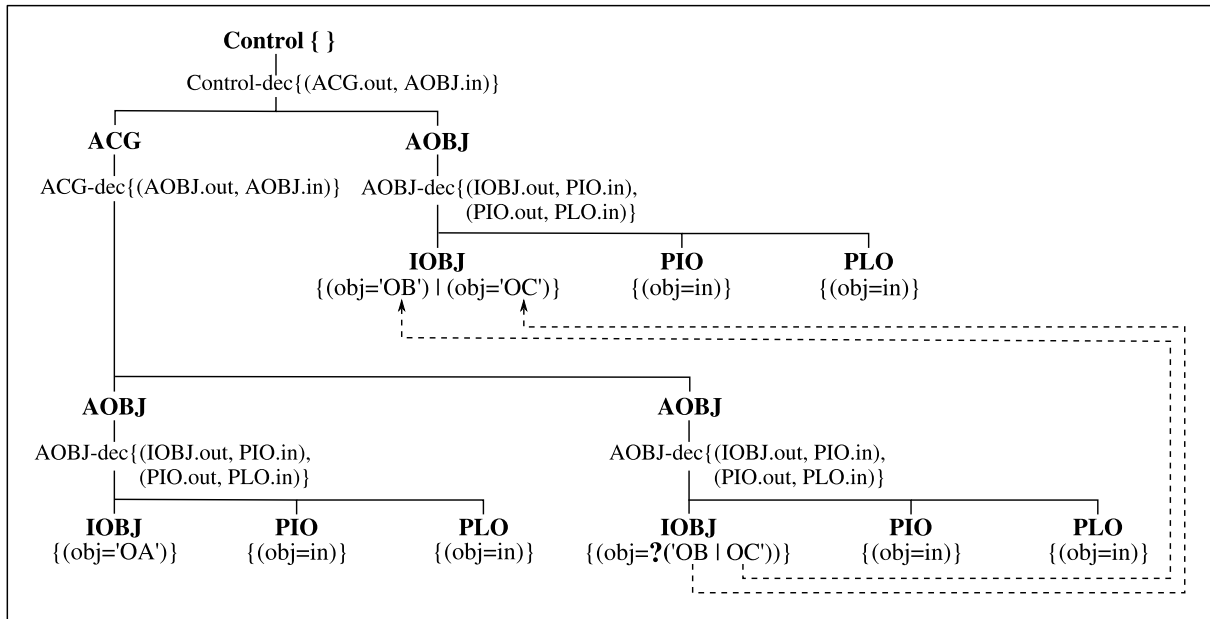 Control { }
Control-dec{(ACG.out, AOBJ.in)}
ACG AOBJ
ACG-dec{(AOBJ.out, AOBJ.in)} AOBJ-dec{(IOBJ.out, PIO.in),
(PIO.out, PLO.in)}
IOBJ PIO PLO
{(obj='OB') | (obj='OC')} {(obj=in)} {(obj=in)}
AOBJ AOBJ
AOBJ-dec{(IOBJ.out, PIO.in), AOBJ-dec{(IOBJ.out, PIO.in),
(PIO.out, PLO.in)} (PIO.out, PLO.in)}
IOBJ PIO PLO IOBJ PIO PLO
{(obj='OA')} {(obj=in)} {(obj=in)} {(obj=?('OB | OC'))} {(obj=in)} {(obj=in)}